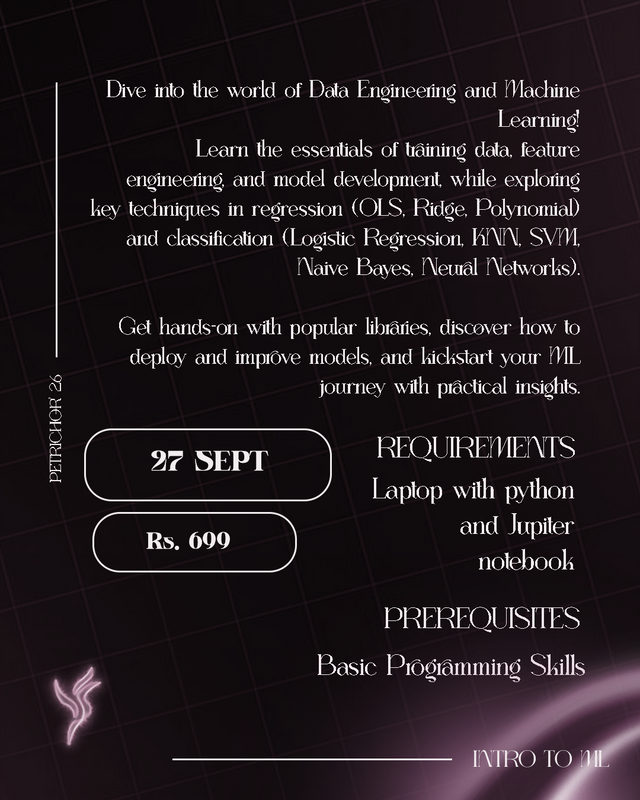 Dive into the world of Data Engineering and Machine
Learning!
Learn the essentials of training data, feature
engineering, and model development, while exploring
key techniques in regression (OLS, Ridge, Polynomial)
and classification (Logistic Regression, KNN, SVM,
Naive Bayes, Neural Networks).
Get hands-on with popular libraries, discover how to
deploy and improve models, and kickstart your ML
journey with practical insights.
PETRICHOR 26
27 SEPT
Rs. 699
REQUIREMENTS
Laptop with python
and Jupiter
notebook
PREREQUISITES
Basic Programming Skills
INTRO TO ML